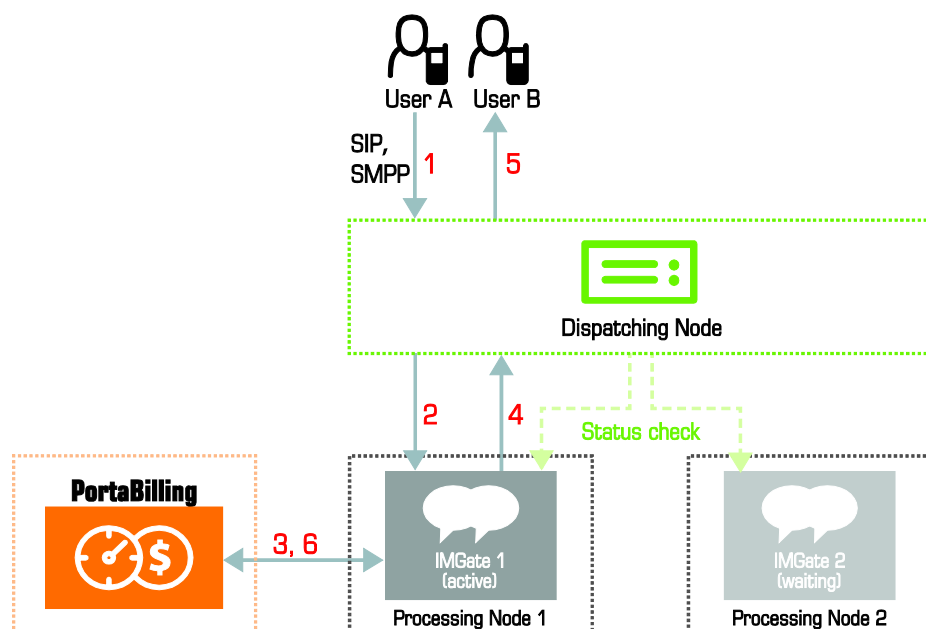 User A
User B
SIP,
SMPP
1
5
Dispatching Node
2
4
Status check
PortaBilling
$
3, 6
IMGate 1
(active)
IMGate 2
(waiting)
Processing Node 1
Processing Node 2